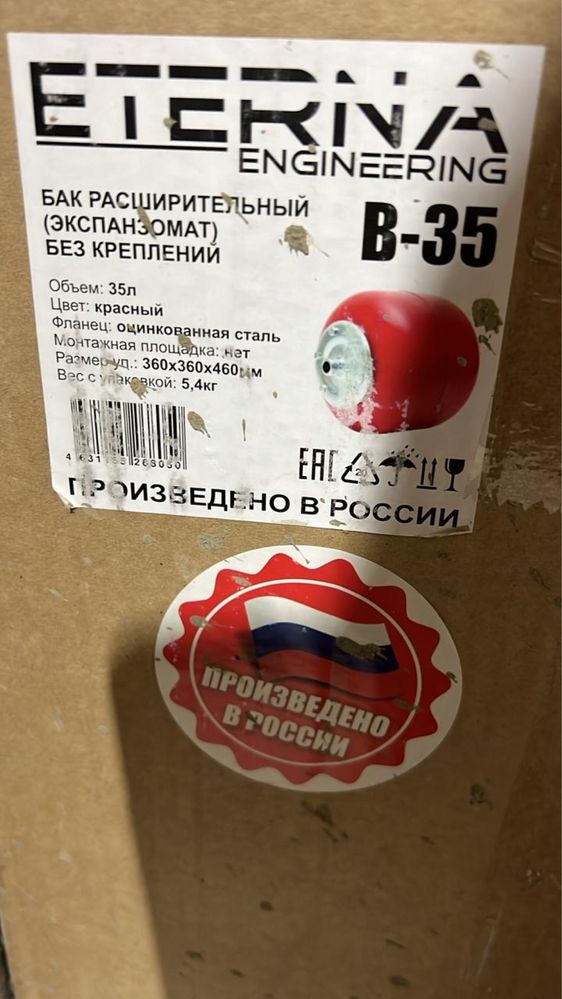 ETERNA
ENGINEERING
БАК РАСШИРИТЕЛЬНЫЙ
(ЭКСПАНЗОМАТ)
БЕЗ КРЕПЛЕНИЙ
В-35
Объем: 35л
Цвет: красный
Фланец: оцинкованная сталь
Монтажная площадка: нет
Размер уп.: 360х360х460мм
Вес с упаковкой: 5,4кг
EAC
20
ПРОИЗВЕДЕНО В РОССИИ
ПРОИЗВЕДЕНО
В РОССИИ